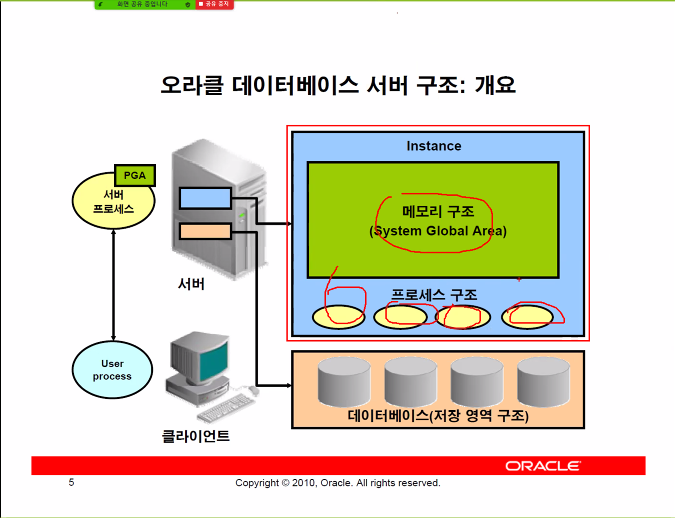 화면 공유 중입니다
공유 중지
오라클 데이터베이스 서버 구조: 개요
Instance
PGA
서버
프로세스
메모리 구조
(System Global Area)
서버
프로세스 구조
User
process
클라이언트
데이터베이스(저장 영역 구조)
ORACLE
5
Copyright © 2010, Oracle. All rights reserved.